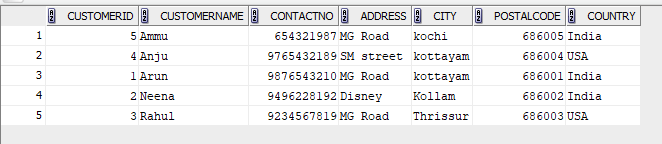 CUSTOMERID CUSTOMERNAME CONTACTNO ADDRESS CITY POSTALCODE COUNTRY
1 5 Ammu 654321987 MG Road kochi 686005 India
2 4 Anju 9765432189 SM street kottayam 686004 USA
3 1 Arun 9876543210 MG Road kottayam 686001 India
4 2 Neena 9496228192 Disney Kollam 686002 India
5 3 Rahul 9234567819 MG Road Thrissur 686003 USA